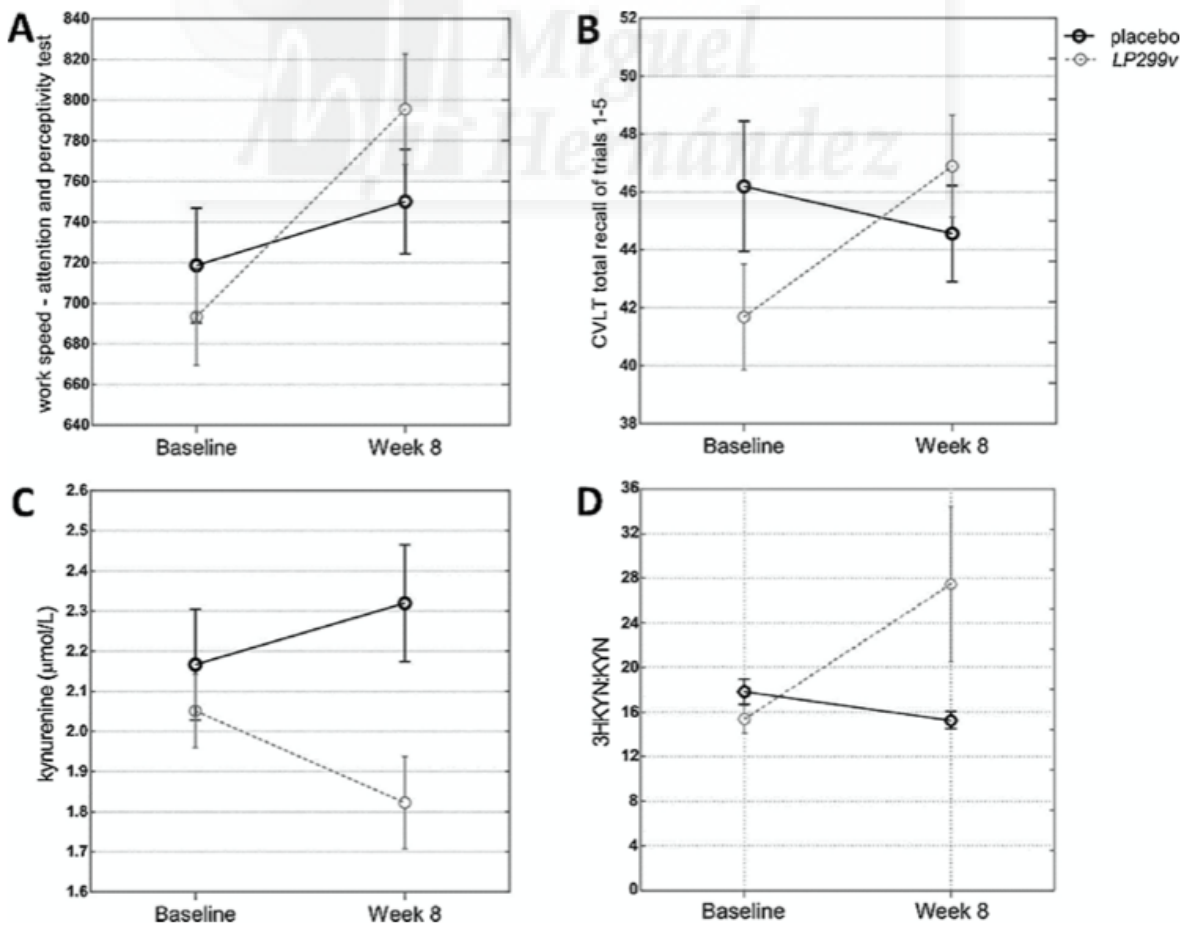 A
work speed - attention and perceptivity test
840
820
800
780
760
740
720
700
680
660
640
Baseline
Week 8
B
CVLT total recall of trials 1-5
52
50
48
46
44
42
40
38
Baseline
Week 8
placebo
LP299v
Miguel
Hernández
C
kynurenine (µmol/L)
2.6
2.5
2.4
2.3
2.2
2.1
2.0
1.9
1.8
1.7
1.6
Baseline
Week 8
D
3HKYN:KYN
36
32
28
24
20
16
12
8
4
0
Baseline
Week 8